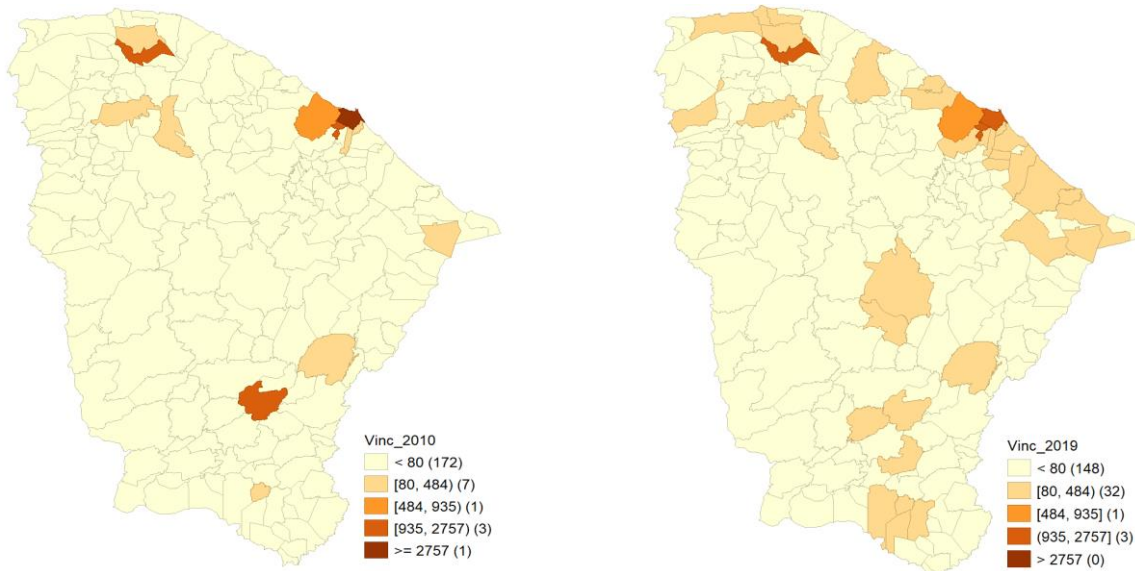 Vinc_2010
< 80 (172)
[80, 484) (7)
[484, 935) (1)
[935, 2757) (3)
>= 2757 (1)
Vinc_2019
< 80 (148)
[80, 484) (32)
[484, 935] (1)
(935, 2757] (3)
> 2757 (0)